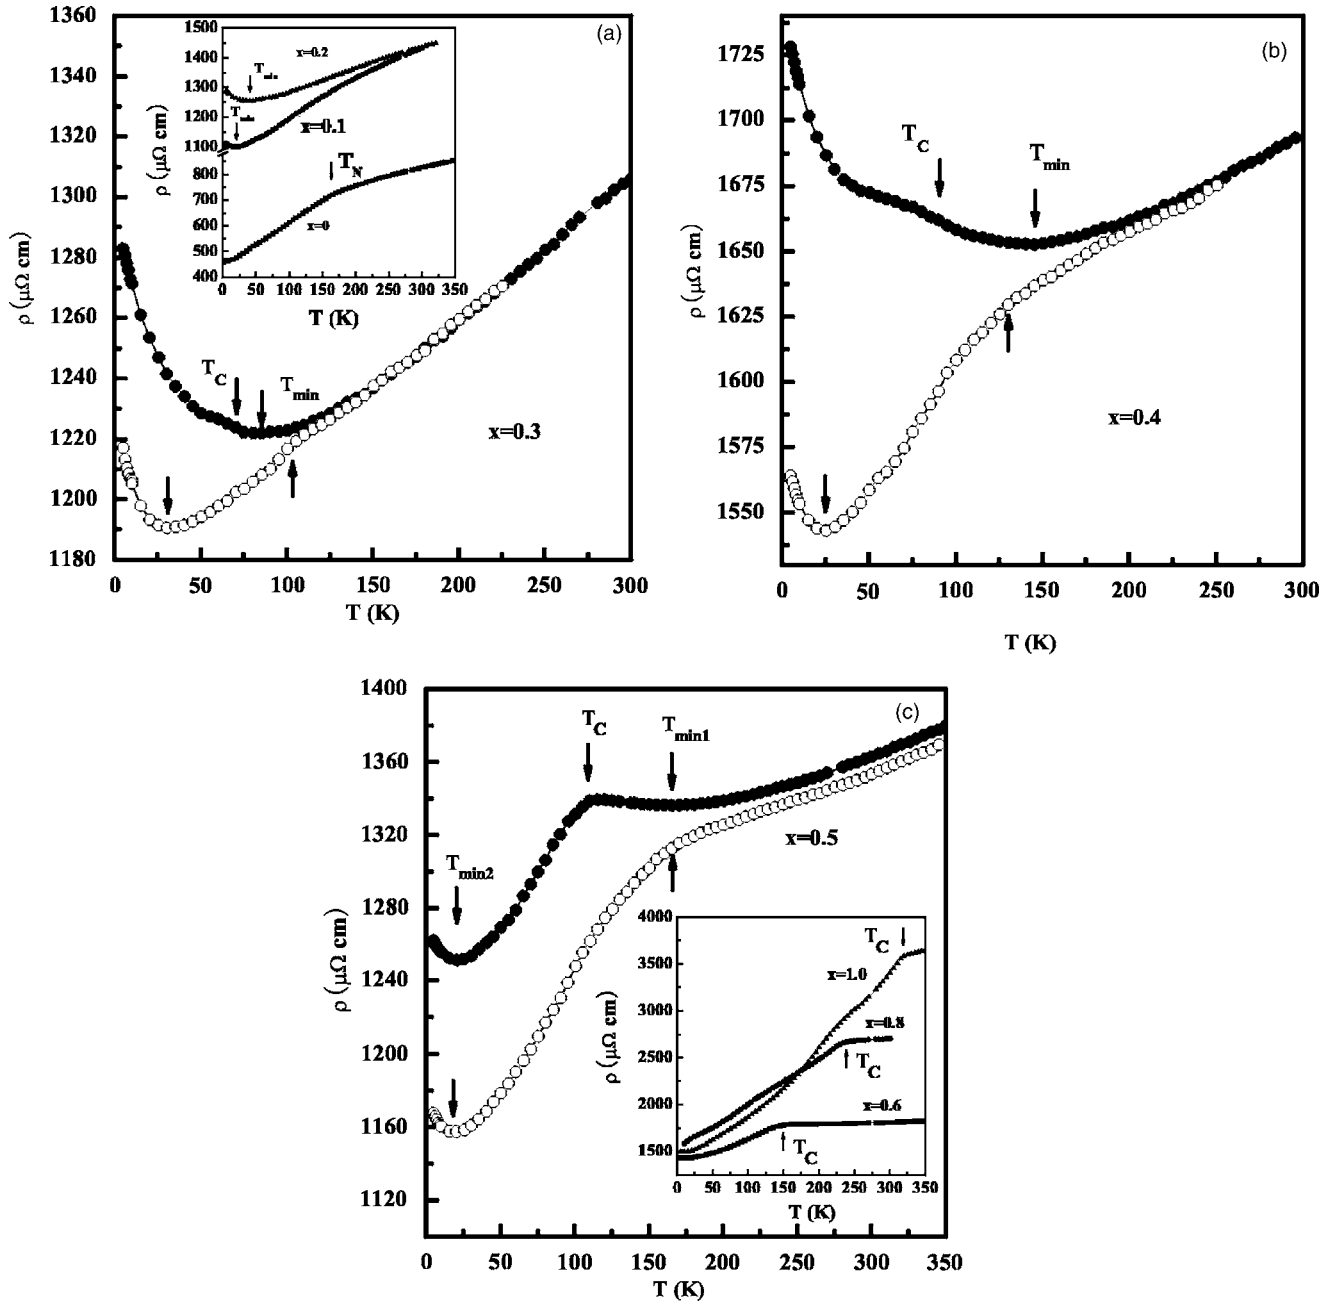 (a)
1360
1340
1320
1300
1280
1260
1240
1220
1200
1180
ρ (μΩ cm)
0 50 100 150 200 250 300
T (K)
T_C
T_min
x=0.3
1500
1400
1300
1200
1100
800
700
600
500
400
ρ (μΩ cm)
x=0.2
T_min
T_min
x=0.1
T_N
x=0
0 50 100 150 200 250 300 350
T (K)
(b)
1725
1700
1675
1650
1625
1600
1575
1550
ρ (μΩ cm)
T_C
T_min
x=0.4
0 50 100 150 200 250 300
T (K)
(c)
1400
1360
1320
1280
1240
1200
1160
1120
ρ (μΩ cm)
T_C
T_min1
T_min2
x=0.5
0 50 100 150 200 250 300 350
T (K)
4000
3500
3000
2500
2000
1500
ρ (μΩ cm)
T_C
x=1.0
x=0.8
T_C
x=0.6
T_C
0 50 100 150 200 250 300 350
T (K)